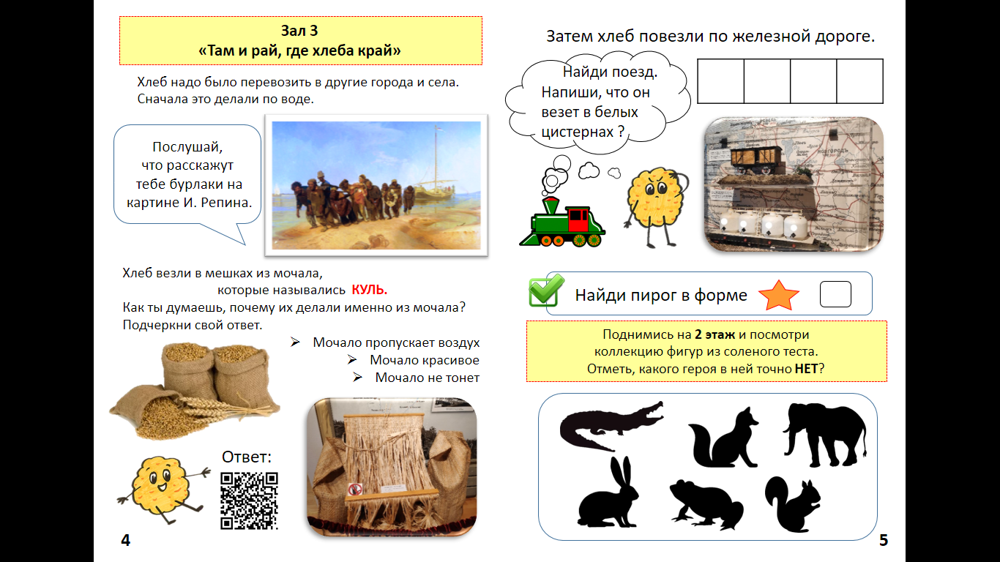 Зал 3
«Там и рай, где хлеба край»
Хлеб надо было перевозить в другие города и села.
Сначала это делали по воде.
Послушай,
что расскажут
тебе бурлаки на
картине И. Репина.
Хлеб везли в мешках из мочала,
которые назывались КУЛЬ.
Как ты думаешь, почему их делали именно из мочала?
Подчеркни свой ответ.
Мочало пропускает воздух
Мочало красивое
Мочало не тонет
Ответ:
4
Затем хлеб повезли по железной дороге.
Найди поезд.
Напиши, что он
везет в белых
цистернах ?
НОВГОРОДЪ
Найди пирог в форме
Поднимись на 2 этаж и посмотри
коллекцию фигур из соленого теста.
Отметь, какого героя в ней точно НЕТ?
5